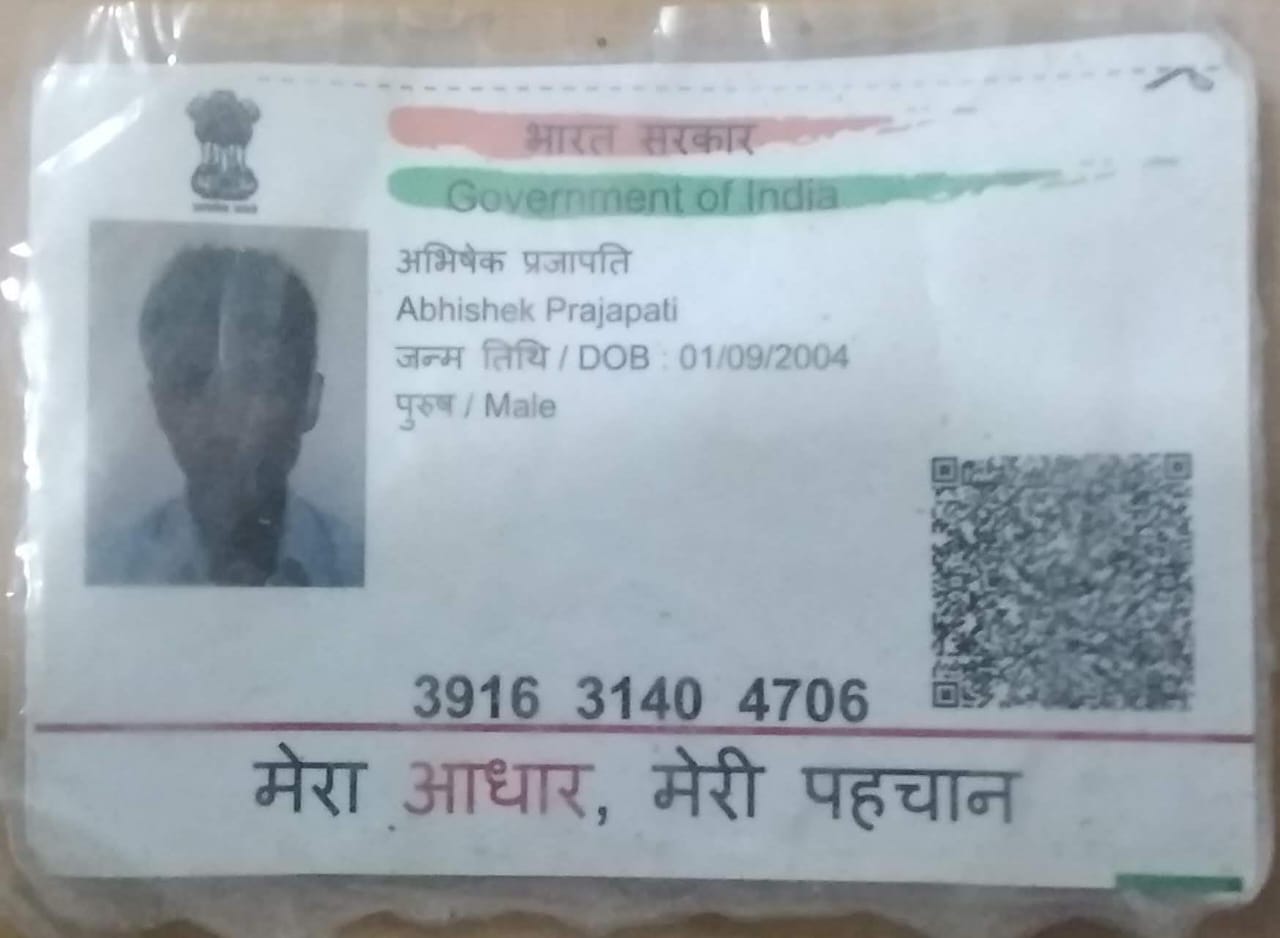 भारत सरकार
Government of India
अभिषेक प्रजापति
Abhishek Prajapati
जन्म तिथि / DOB : 01/09/2004
पुरुष / Male
3916 3140 4706
मेरा आधार, मेरी पहचान